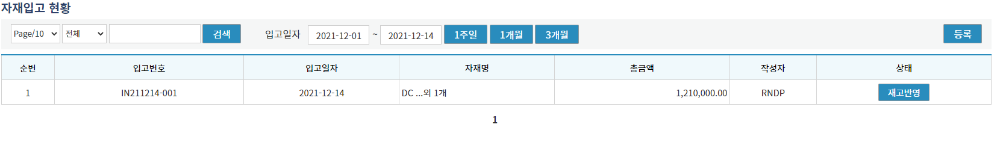 자재입고 현황
Page/10 전체 검색 입고일자 2021-12-01 ~ 2021-12-14 1주일 1개월 3개월 등록
순번 입고번호 입고일자 자재명 총금액 작성자 상태
1 IN211214-001 2021-12-14 DC ...외 1개 1,210,000.00 RNDP 재고반영
1